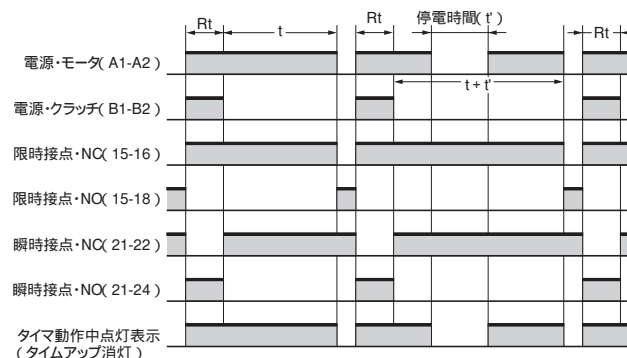 Rt
t
Rt
停電時間(t')
Rt
電源・モータ(A1-A2)
t+t'
電源・クラッチ(B1-B2)
限時接点・NC(15-16)
限時接点・NO(15-18)
瞬時接点・NC(21-22)
瞬時接点・NO(21-24)
タイマ動作中点灯表示
(タイムアップ消灯)